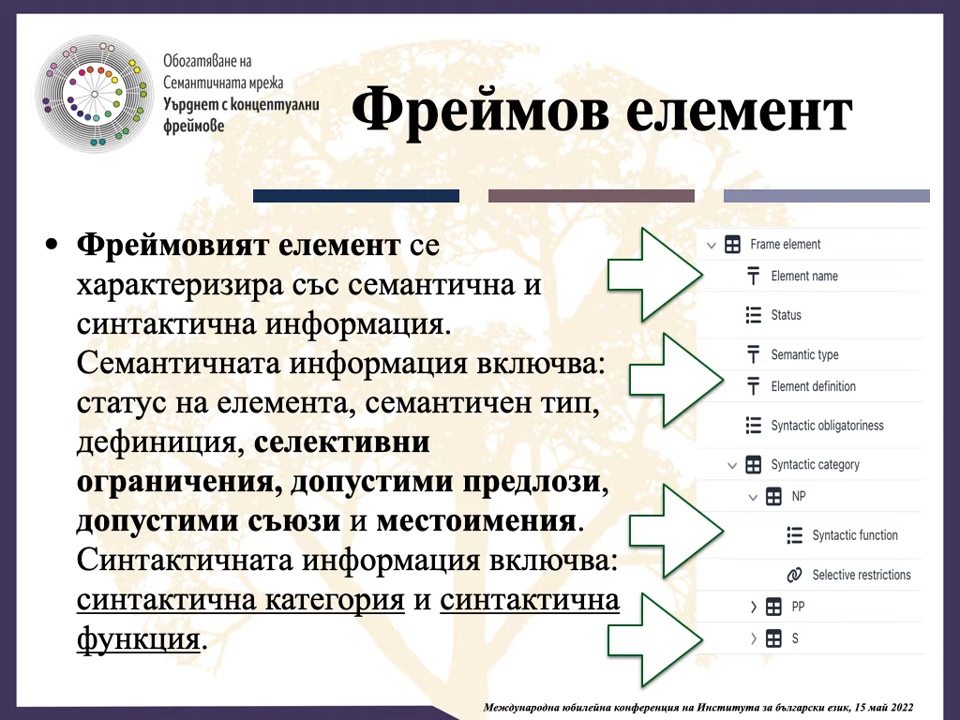 Обогатяване на
Семантичната мрежа
Уърднет с концептуални
фреймове
Фреймов елемент
• Фреймовият елемент се
характеризира със семантична и
синтактична информация.
Семантичната информация включва:
статус на елемента, семантичен тип,
дефиниция, селективни
ограничения, допустими предлози,
допустими съюзи и местоимения.
Синтактичната информация включва:
синтактична категория и синтактична
функция.
Frame element
Element name
Status
Semantic type
Element definition
Syntactic obligatoriness
Syntactic category
NP
Syntactic function
Selective restrictions
PP
S
Международна юбилейна конференция на Института за български език, 15 май 2022